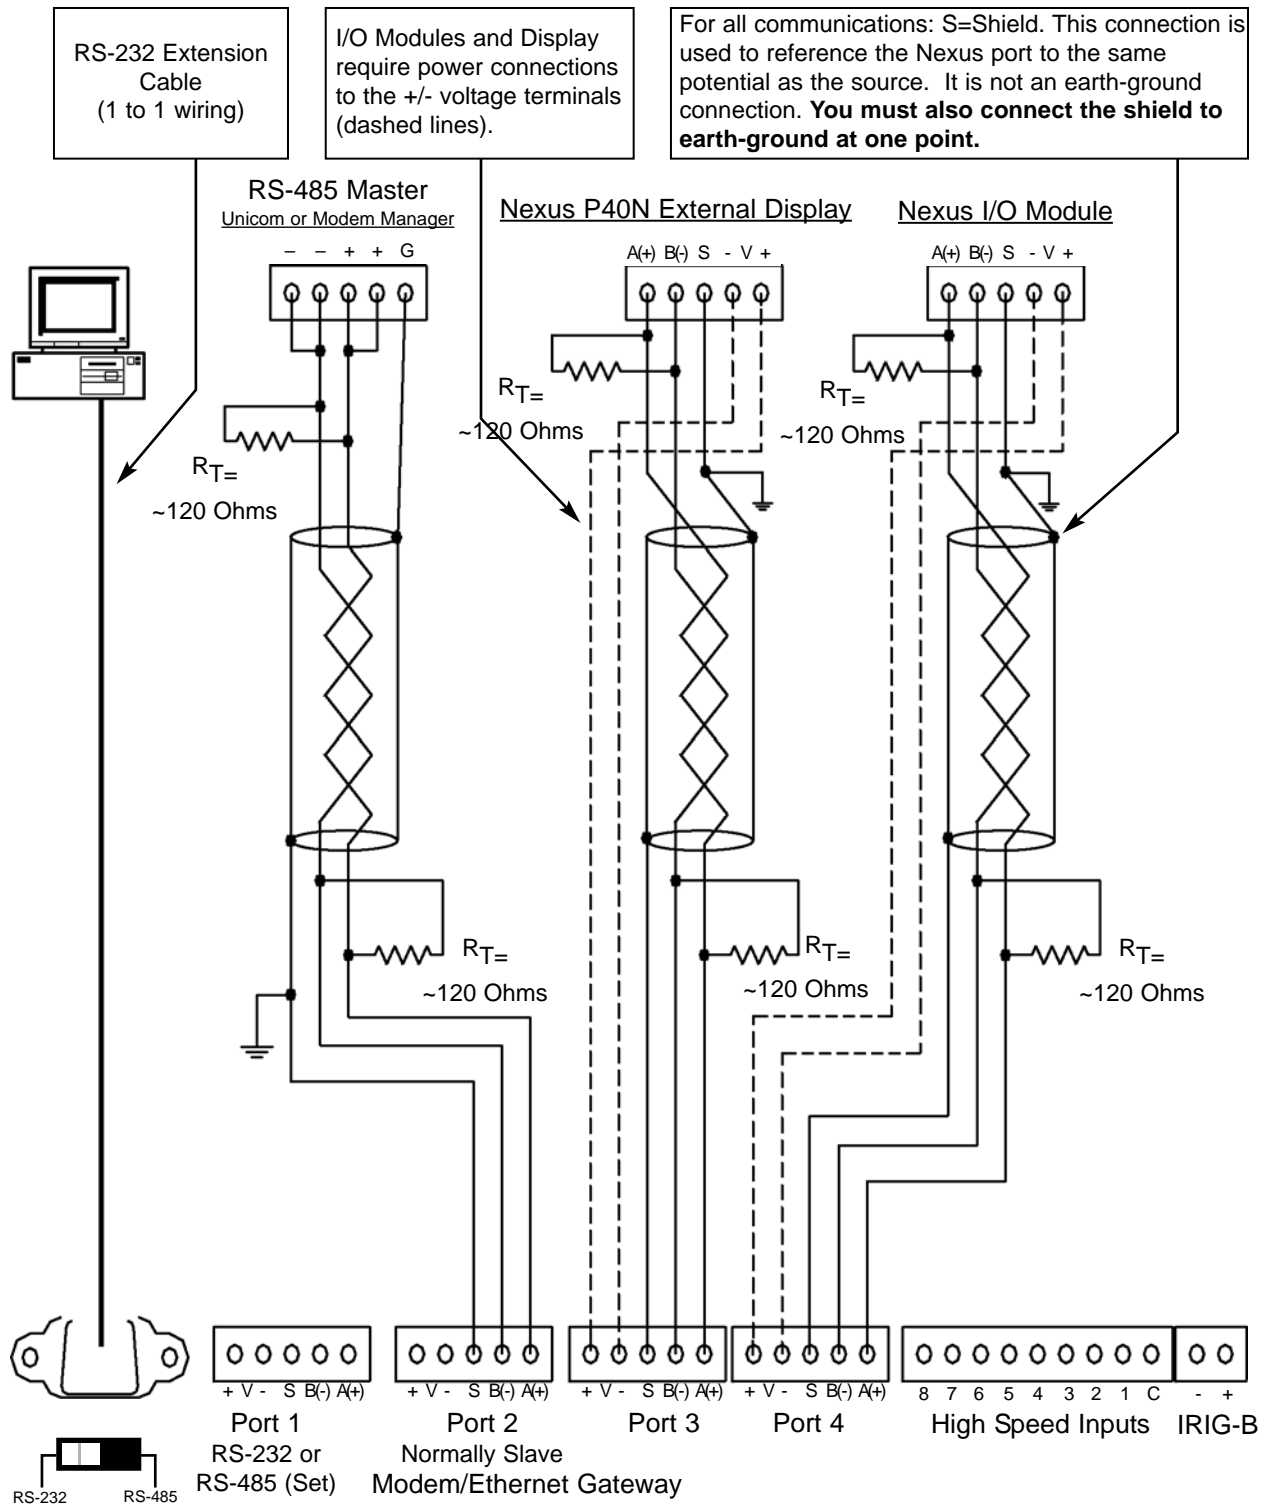 RS-232 Extension
Cable
(1 to 1 wiring)
I/O Modules and Display
require power connections
to the +/- voltage terminals
(dashed lines).
For all communications: S=Shield. This connection is
used to reference the Nexus port to the same
potential as the source. It is not an earth-ground
connection. You must also connect the shield to
earth-ground at one point.
RS-485 Master
Unicom or Modem Manager
– – + + G
Nexus P40N External Display
A(+) B(-) S - V +
Nexus I/O Module
A(+) B(-) S - V +
RT=
~120 Ohms
RT=
~120 Ohms
RT=
~120 Ohms
RT=
~120 Ohms
RT=
~120 Ohms
RT=
~120 Ohms
+ V - S B(-) A(+)
+ V - S B(-) A(+)
+ V - S B(-) A(+)
+ V - S B(-) A(+)
8 7 6 5 4 3 2 1 C
- +
Port 1
RS-232 or
RS-485 (Set)
Port 2
Normally Slave
Modem/Ethernet Gateway
Port 3
Port 4
High Speed Inputs
IRIG-B
RS-232
RS-485